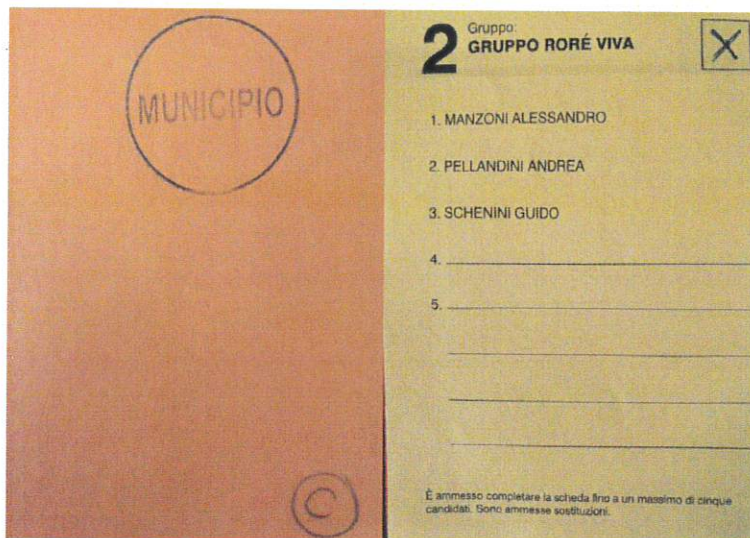 MUNICIPIO
C
2
Gruppo:
GRUPPO RORÉ VIVA
X
1. MANZONI ALESSANDRO
2. PELLANDINI ANDREA
3. SCHENINI GUIDO
4.
5.
È ammesso completare la scheda fino a un massimo di cinque
candidati. Sono ammesse sostituzioni.